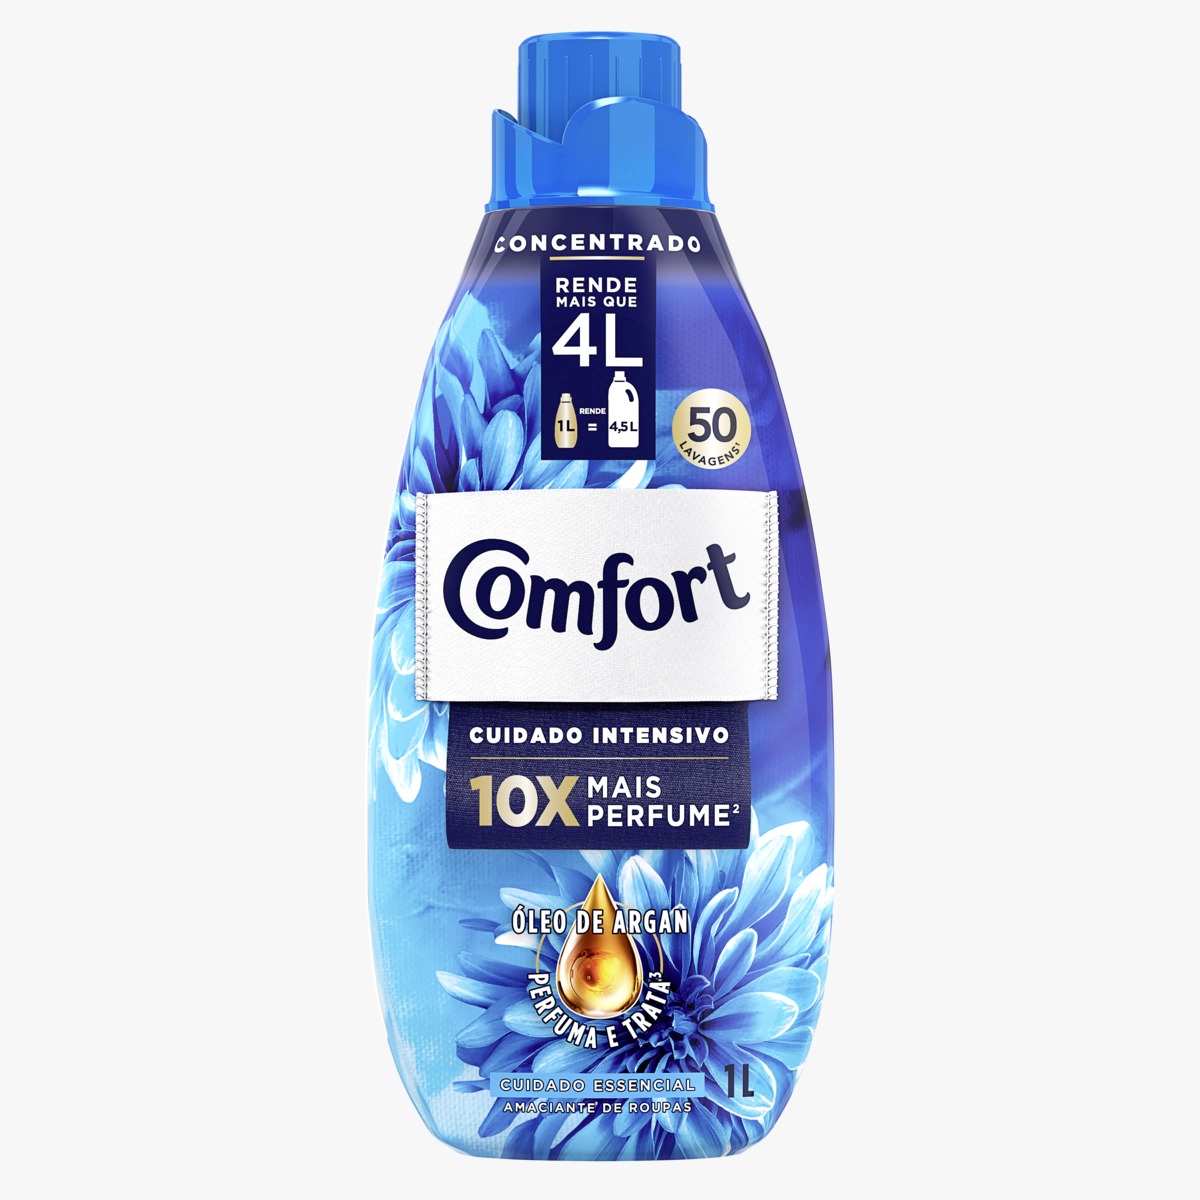 CONCENTRADO
RENDE
MAIS QUE
4L
1L RENDE = 4,5L
50
LAVAGENS¹
Comfort
CUIDADO INTENSIVO
10X MAIS
PERFUME²
ÓLEO DE ARGAN
PERFUMA E TRATA³
CUIDADO ESSENCIAL
1L
AMACIANTE DE ROUPAS